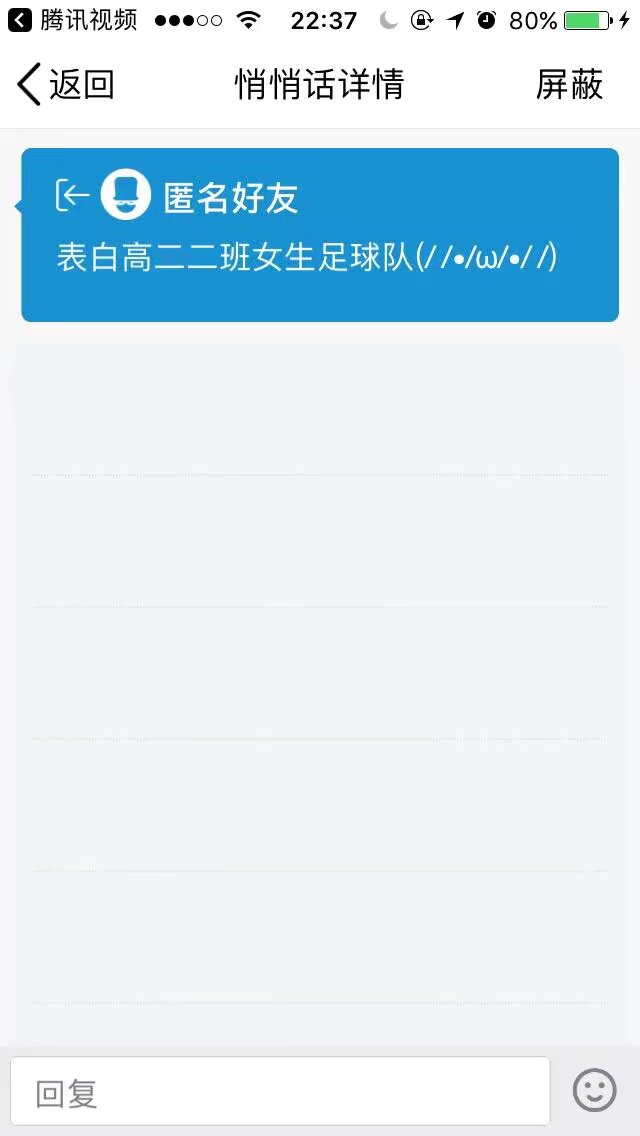 腾讯视频 22:37 80%
返回 悄悄话详情 屏蔽
匿名好友
表白高二二班女生足球队(//•/ω/•//)
回复